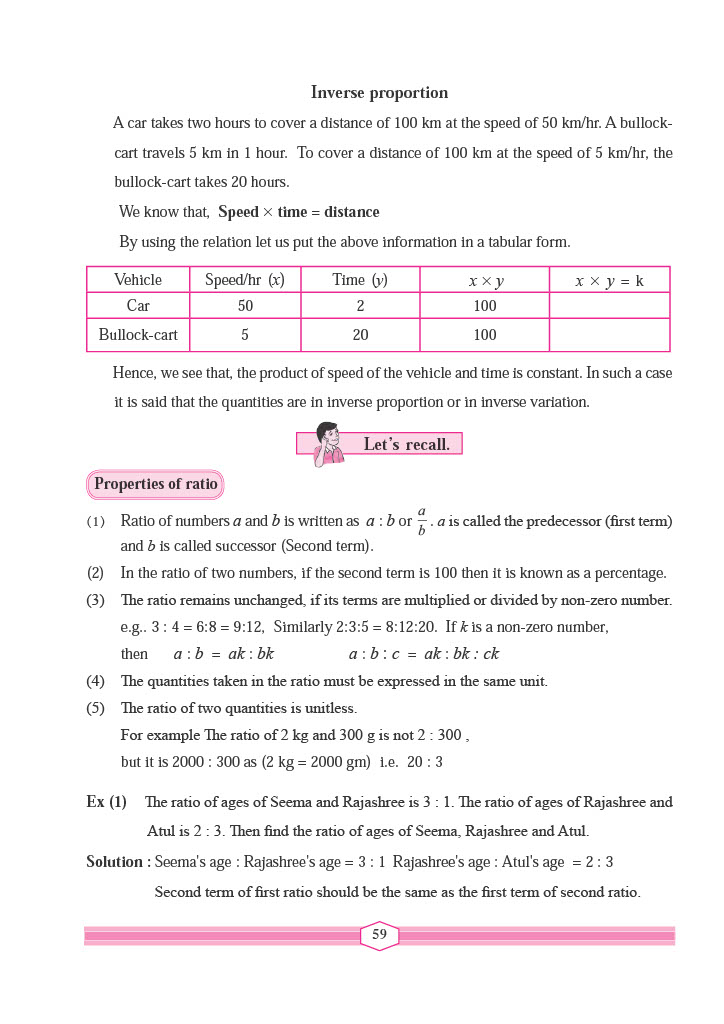 Inverse proportion
A car takes two hours to cover a distance of 100 km at the speed of 50 km/hr. A bullock-
cart travels 5 km in 1 hour. To cover a distance of 100 km at the speed of 5 km/hr, the
bullock-cart takes 20 hours.
We know that, Speed × time = distance
By using the relation let us put the above information in a tabular form.
Vehicle Speed/hr (x) Time (y) x × y x × y = k
Car 50 2 100
Bullock-cart 5 20 100
Hence, we see that, the product of speed of the vehicle and time is constant. In such a case
it is said that the quantities are in inverse proportion or in inverse variation.
Let's recall.
Properties of ratio
(1) Ratio of numbers a and b is written as a : b or a/b . a is called the predecessor (first term)
and b is called successor (Second term).
(2) In the ratio of two numbers, if the second term is 100 then it is known as a percentage.
(3) The ratio remains unchanged, if its terms are multiplied or divided by non-zero number.
e.g.. 3 : 4 = 6:8 = 9:12, Similarly 2:3:5 = 8:12:20. If k is a non-zero number,
then a : b = ak : bk a : b : c = ak : bk : ck
(4) The quantities taken in the ratio must be expressed in the same unit.
(5) The ratio of two quantities is unitless.
For example The ratio of 2 kg and 300 g is not 2 : 300 ,
but it is 2000 : 300 as (2 kg = 2000 gm) i.e. 20 : 3
Ex (1) The ratio of ages of Seema and Rajashree is 3 : 1. The ratio of ages of Rajashree and
Atul is 2 : 3. Then find the ratio of ages of Seema, Rajashree and Atul.
Solution : Seema's age : Rajashree's age = 3 : 1 Rajashree's age : Atul's age = 2 : 3
Second term of first ratio should be the same as the first term of second ratio.
59